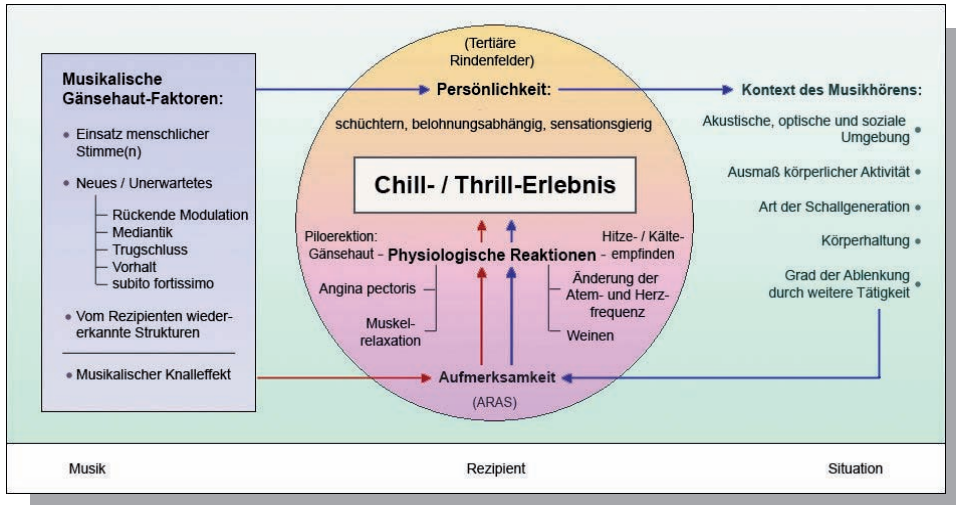 Musikalische
Gänsehaut-Faktoren:
Einsatz menschlicher
Stimme(n)
Neues / Unerwartetes
Rückende Modulation
Mediantik
Trugschluss
Vorhalt
subito fortissimo
Vom Rezipienten wieder-
erkannte Strukturen
Musikalischer Knalleffekt
(Tertiäre
Rindenfelder)
Persönlichkeit:
schüchtern, belohnungsabhängig, sensationsgierig
Chill- / Thrill-Erlebnis
Piloerektion:
Gänsehaut - Physiologische Reaktionen -
Hitze- / Kälte-
empfinden
Angina pectoris
Muskel-
relaxation
Änderung der
Atem- und Herz-
frequenz
Weinen
Aufmerksamkeit
(ARAS)
Kontext des Musikhörens:
Akustische, optische und soziale
Umgebung
Ausmaß körperlicher Aktivität
Art der Schallgeneration
Körperhaltung
Grad der Ablenkung
durch weitere Tätigkeit
Musik
Rezipient
Situation